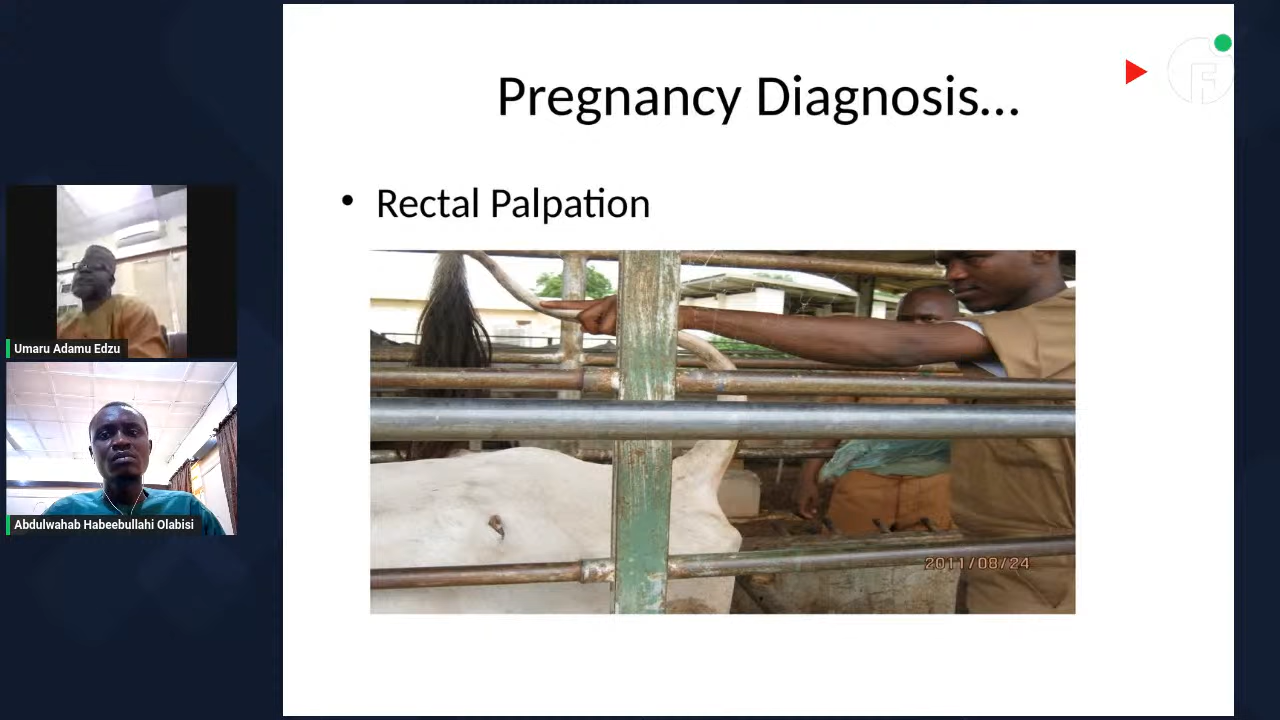 Pregnancy Diagnosis...
• Rectal Palpation
2011/08/24
Umaru Adamu Edzu
Abdulwahab Habeebullahi Olabisi